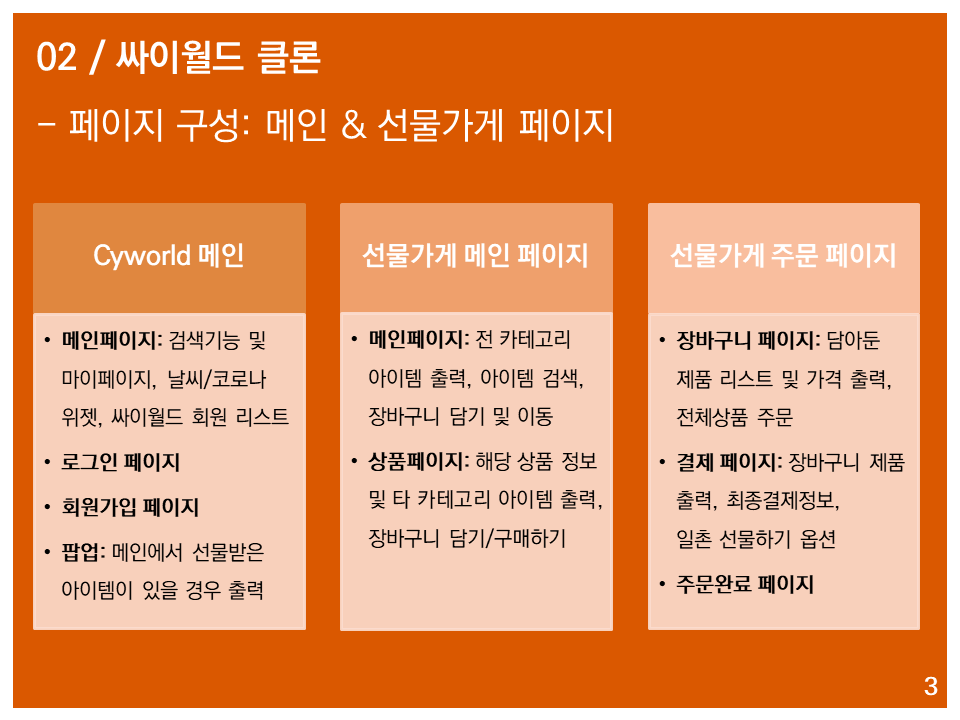 02 / 싸이월드 클론
- 페이지 구성: 메인 & 선물가게 페이지
Cyworld 메인
• 메인페이지: 검색기능 및
마이페이지, 날씨/코로나
위젯, 싸이월드 회원 리스트
• 로그인 페이지
• 회원가입 페이지
• 팝업: 메인에서 선물받은
아이템이 있을 경우 출력
선물가게 메인 페이지
• 메인페이지: 전 카테고리
아이템 출력, 아이템 검색,
장바구니 담기 및 이동
• 상품페이지: 해당 상품 정보
및 타 카테고리 아이템 출력,
장바구니 담기/구매하기
선물가게 주문 페이지
• 장바구니 페이지: 담아둔
제품 리스트 및 가격 출력,
전체상품 주문
• 결제 페이지: 장바구니 제품
출력, 최종결제정보,
일촌 선물하기 옵션
• 주문완료 페이지
3